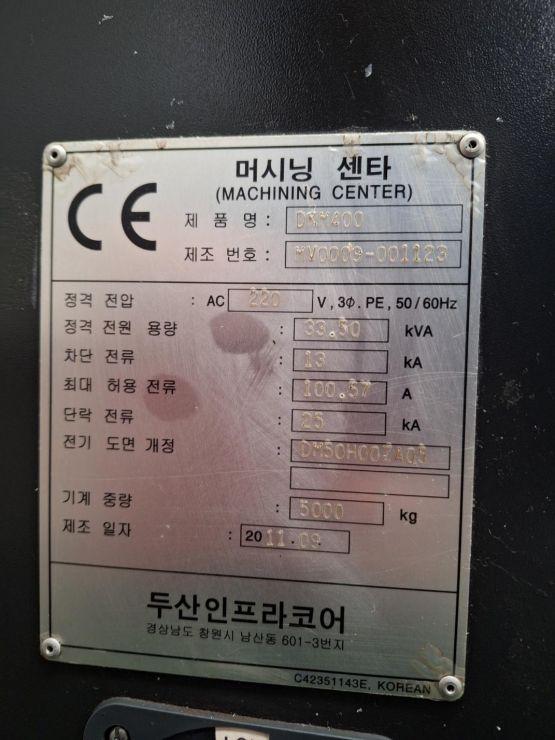 CE
머시닝 센타
(MACHINING CENTER)
제 품 명 : DNM400
제조 번호 : MV0009-001123
정격 전압 : AC 220 V, 3Φ. PE, 50/60Hz
정격 전원 용량 : 33.50 kVA
차단 전류 : 13 kA
최대 허용 전류 : 100.57 A
단락 전류 : 25 kA
전기 도면 개정 : DM50H007A05
기계 중량 : 5000 kg
제조 일자 : 2011.09
두산인프라코어
경상남도 창원시 남산동 601-3번지
C42351143E, KOREAN